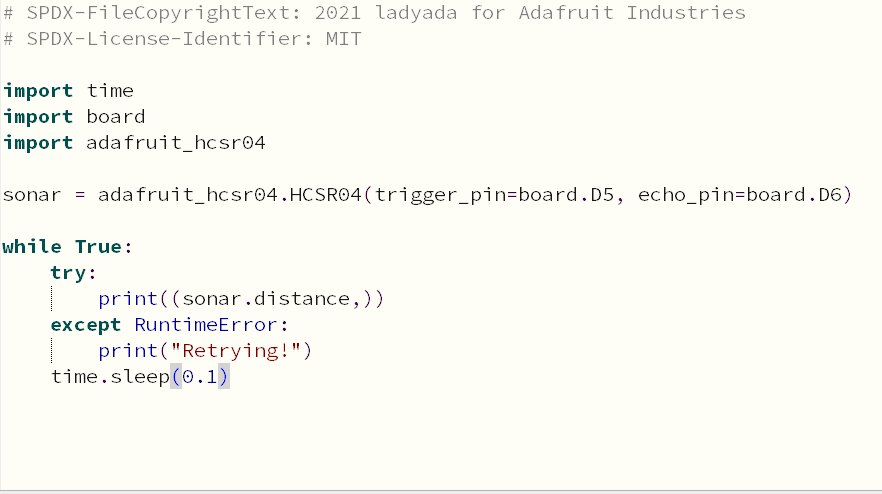 # SPDX-FileCopyrightText: 2021 ladyada for Adafruit Industries
# SPDX-License-Identifier: MIT

import time
import board
import adafruit_hcsr04

sonar = adafruit_hcsr04.HCSR04(trigger_pin=board.D5, echo_pin=board.D6)

while True:
    try:
        print((sonar.distance,))
    except RuntimeError:
        print("Retrying!")
    time.sleep(0.1)